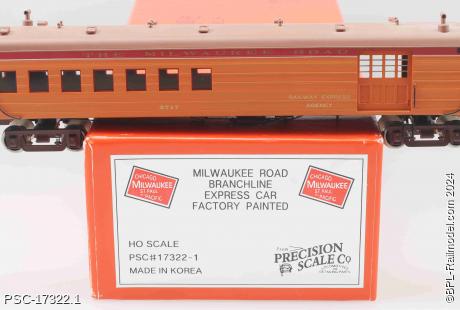 THE MILWAUKEE ROAD
RAILWAY EXPRESS
AGENCY
CHICAGO
MILWAUKEE
ST. PAUL
PACIFIC
MILWAUKEE ROAD
BRANCHLINE
EXPRESS CAR
FACTORY PAINTED
CHICAGO
MILWAUKEE
ST. PAUL
PACIFIC
HO SCALE
PSC#17322-1
MADE IN KOREA
From
PRECISION
SCALE CO
PSC-17322.1
©BPL-Railmodel.com 2024